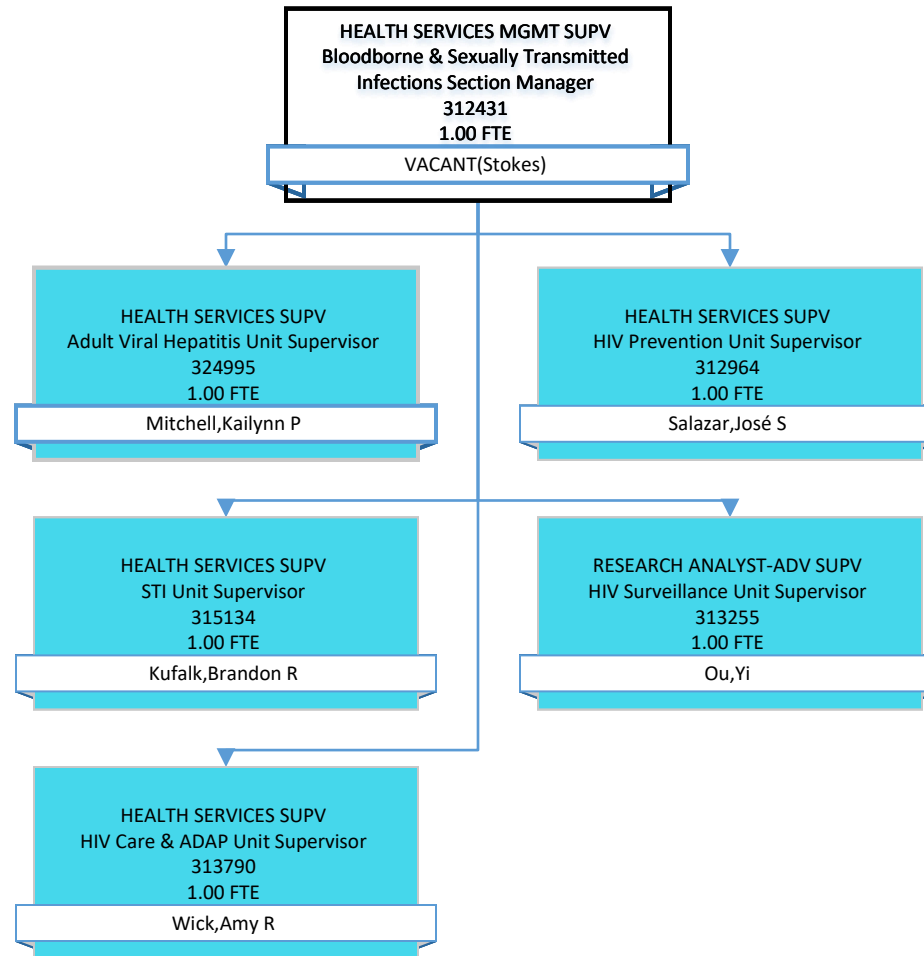 HEALTH SERVICES MGMT SUPV
Bloodborne & Sexually Transmitted
Infections Section Manager
312431
1.00 FTE
VACANT(Stokes)
HEALTH SERVICES SUPV
Adult Viral Hepatitis Unit Supervisor
324995
1.00 FTE
Mitchell,Kailynn P
HEALTH SERVICES SUPV
HIV Prevention Unit Supervisor
312964
1.00 FTE
Salazar,José S
HEALTH SERVICES SUPV
STI Unit Supervisor
315134
1.00 FTE
Kufalk,Brandon R
RESEARCH ANALYST-ADV SUPV
HIV Surveillance Unit Supervisor
313255
1.00 FTE
Ou,Yi
HEALTH SERVICES SUPV
HIV Care & ADAP Unit Supervisor
313790
1.00 FTE
Wick,Amy R